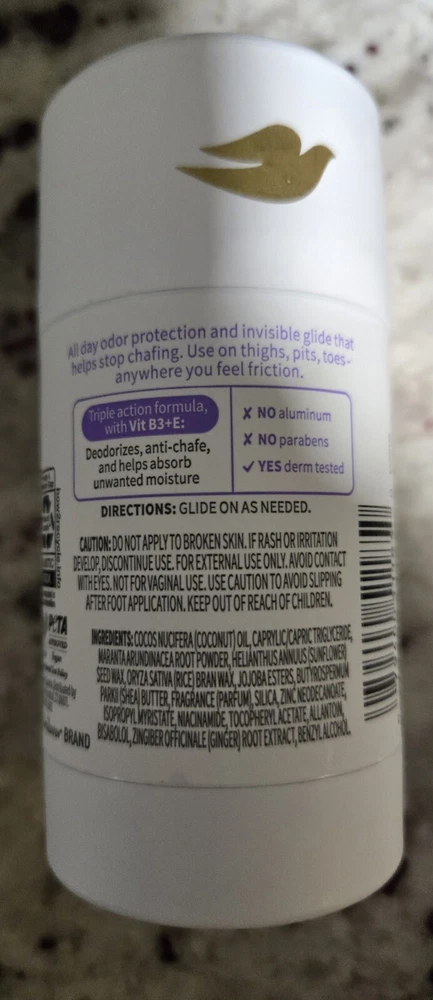 All day odor protection and invisible glide that
helps stop chafing. Use on thighs, pits, toes–
anywhere you feel friction.
Triple action formula,
with Vit B3+E:
Deodorizes, anti-chafe,
and helps absorb
unwanted moisture
✗ NO aluminum
✗ NO parabens
✓ YES derm tested
DIRECTIONS: GLIDE ON AS NEEDED.
CAUTION: DO NOT APPLY TO BROKEN SKIN. IF RASH OR IRRITATION
DEVELOP, DISCONTINUE USE. FOR EXTERNAL USE ONLY. AVOID CONTACT
WITH EYES. NOT FOR VAGINAL USE. USE CAUTION TO AVOID SLIPPING
AFTER FOOT APPLICATION. KEEP OUT OF REACH OF CHILDREN.
INGREDIENTS: COCOS NUCIFERA (COCONUT) OIL, CAPRYLIC/CAPRIC TRIGLYCERIDE,
MARANTA ARUNDINACEA ROOT POWDER, HELIANTHUS ANNUUS (SUNFLOWER)
SEED WAX, ORYZA SATIVA (RICE) BRAN WAX, JOJOBA ESTERS, BUTYROSPERMUM
PARKII (SHEA) BUTTER, FRAGRANCE (PARFUM), SILICA, ZINC NEODECANOATE,
ISOPROPYL MYRISTATE, NIACINAMIDE, TOCOPHERYL ACETATE, ALLANTOIN,
BISABOLOL, ZINGIBER OFFICINALE (GINGER) ROOT EXTRACT, BENZYL ALCOHOL.
how2recycle.info
PETA
BRAND